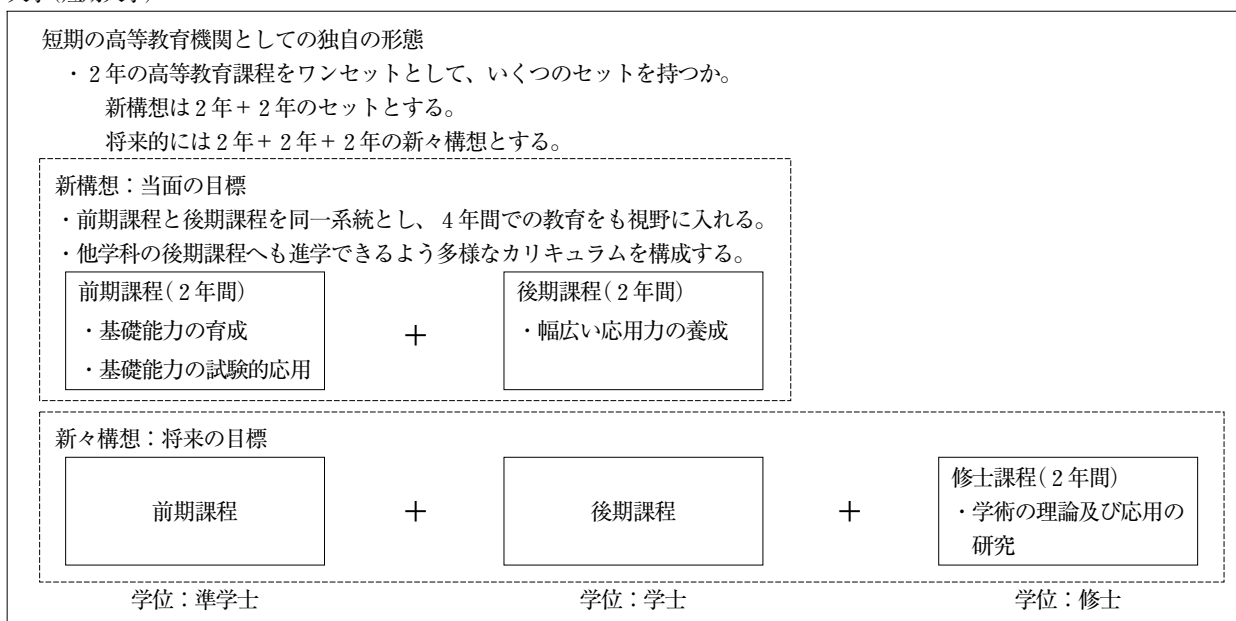 短期の高等教育機関としての独自の形態
・２年の高等教育課程をワンセットとして、いくつのセットを持つか。
新構想は２年＋２年のセットとする。
将来的には２年＋２年＋２年の新々構想とする。
新構想：当面の目標
・前期課程と後期課程を同一系統とし、４年間での教育をも視野に入れる。
・他学科の後期課程へも進学できるよう多様なカリキュラムを構成する。
前期課程(２年間)
・基礎能力の育成
・基礎能力の試験的応用
＋
後期課程(２年間)
・幅広い応用力の養成
新々構想：将来の目標
前期課程
＋
後期課程
＋
修士課程(２年間)
・学術の理論及び応用の
研究
学位：準学士
学位：学士
学位：修士